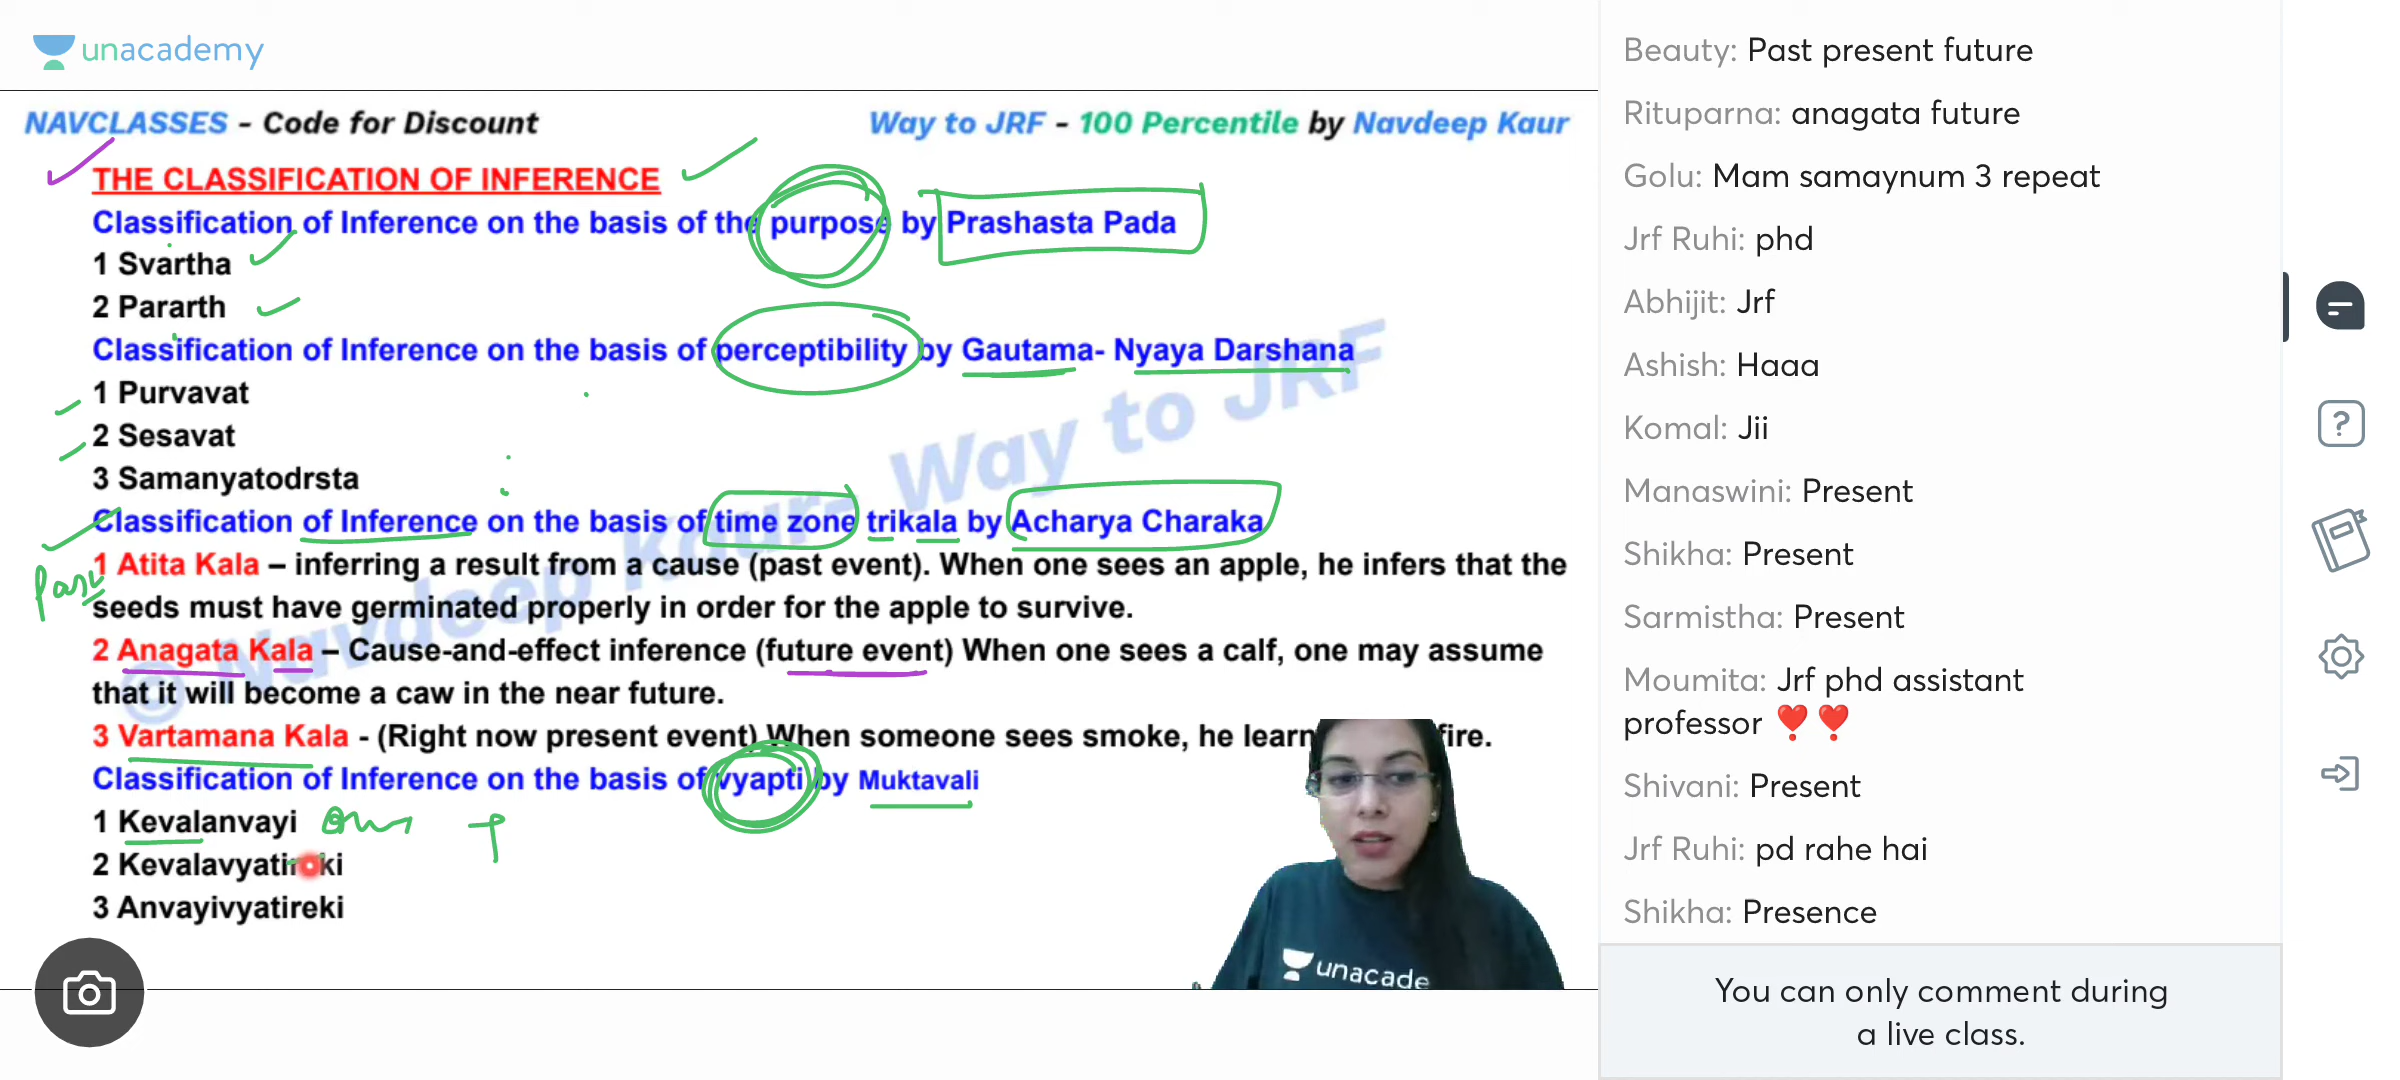 unacademy
NAVCLASSES - Code for Discount
Way to JRF - 100 Percentile by Navdeep Kaur
THE CLASSIFICATION OF INFERENCE
Classification of Inference on the basis of the purpose by Prashasta Pada
1 Svartha
2 Pararth
Classification of Inference on the basis of perceptibility by Gautama- Nyaya Darshana
1 Purvavat
2 Sesavat
3 Samanyatodrsta
Classification of Inference on the basis of time zone trikala by Acharya Charaka
1 Atita Kala – inferring a result from a cause (past event). When one sees an apple, he infers that the
seeds must have germinated properly in order for the apple to survive.
2 Anagata Kala – Cause-and-effect inference (future event) When one sees a calf, one may assume
that it will become a caw in the near future.
3 Vartamana Kala - (Right now present event) When someone sees smoke, he learn fire.
Classification of Inference on the basis of vyapti by Muktavali
1 Kevalanvayi
2 Kevalavyatireki
3 Anvayivyatireki
© Navdeep Kaur- Way to JRF
unacade
Beauty: Past present future
Rituparna: anagata future
Golu: Mam samaynum 3 repeat
Jrf Ruhi: phd
Abhijit: Jrf
Ashish: Haaa
Komal: Jii
Manaswini: Present
Shikha: Present
Sarmistha: Present
Moumita: Jrf phd assistant
professor ❣️❣️
Shivani: Present
Jrf Ruhi: pd rahe hai
Shikha: Presence
You can only comment during
a live class.